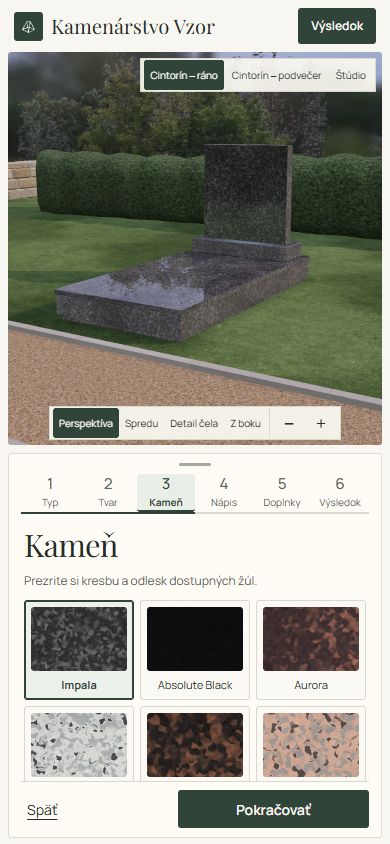 Kamenárstvo Vzor
Výsledok
Cintorín – ráno
Cintorín – podvečer
Štúdio
Perspektíva
Spredu
Detail čela
Z boku
− +
1 2 3 4 5 6
Typ Tvar Kameň Nápis Doplnky Výsledok
Kameň
Prezrite si kresbu a odlesk dostupných žúl.
Impala
Absolute Black
Aurora
Späť
Pokračovať